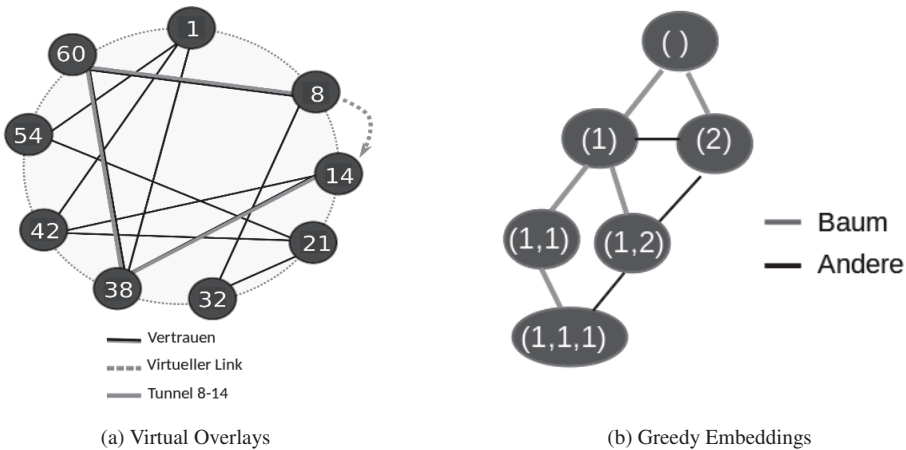 1
60
8
54
14
42
21
38
32
Vertrauen
Virtueller Link
Tunnel 8-14
(a) Virtual Overlays
( )
(1)
(2)
(1,1)
(1,2)
(1,1,1)
Baum
Andere
(b) Greedy Embeddings